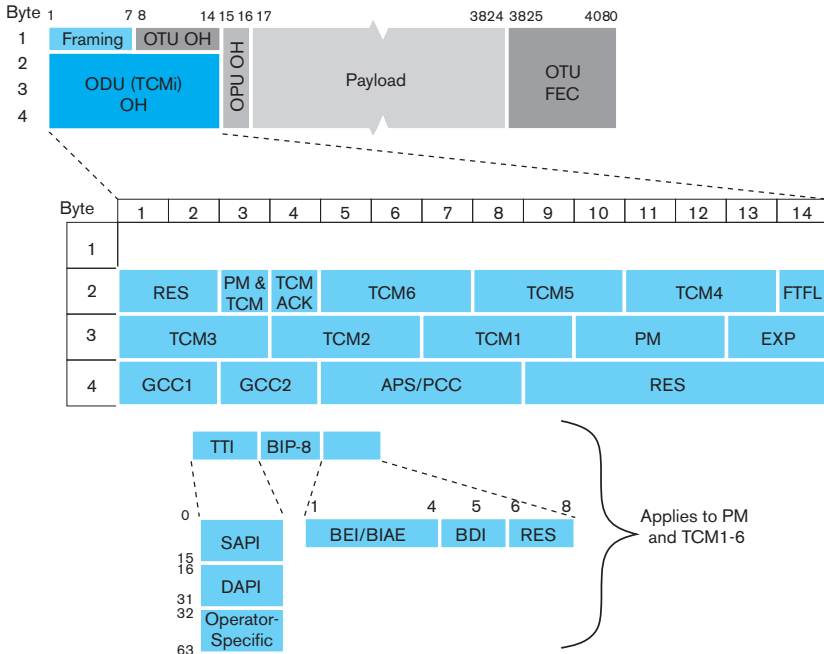 Byte 1 7 8 14 15 16 17 3824 3825 4080
1 Framing OTU OH
2
3
4
ODU (TCMi)
OH
OPU OH
Payload
OTU
FEC
Byte 1 2 3 4 5 6 7 8 9 10 11 12 13 14
1
2 RES PM & TCM TCM ACK TCM6 TCM5 TCM4 FTFL
3 TCM3 TCM2 TCM1 PM EXP
4 GCC1 GCC2 APS/PCC RES
TTI BIP-8
1 4 5 6 8
BEI/BIAE BDI RES
0
SAPI
15
16
DAPI
31
32
Operator-
Specific
63
Applies to PM
and TCM1-6